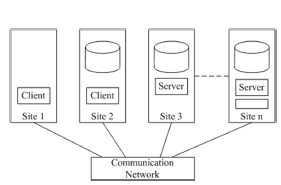 Client
Client
Server
Server
Site 1
Site 2
Site 3
Site n
Communication
Network